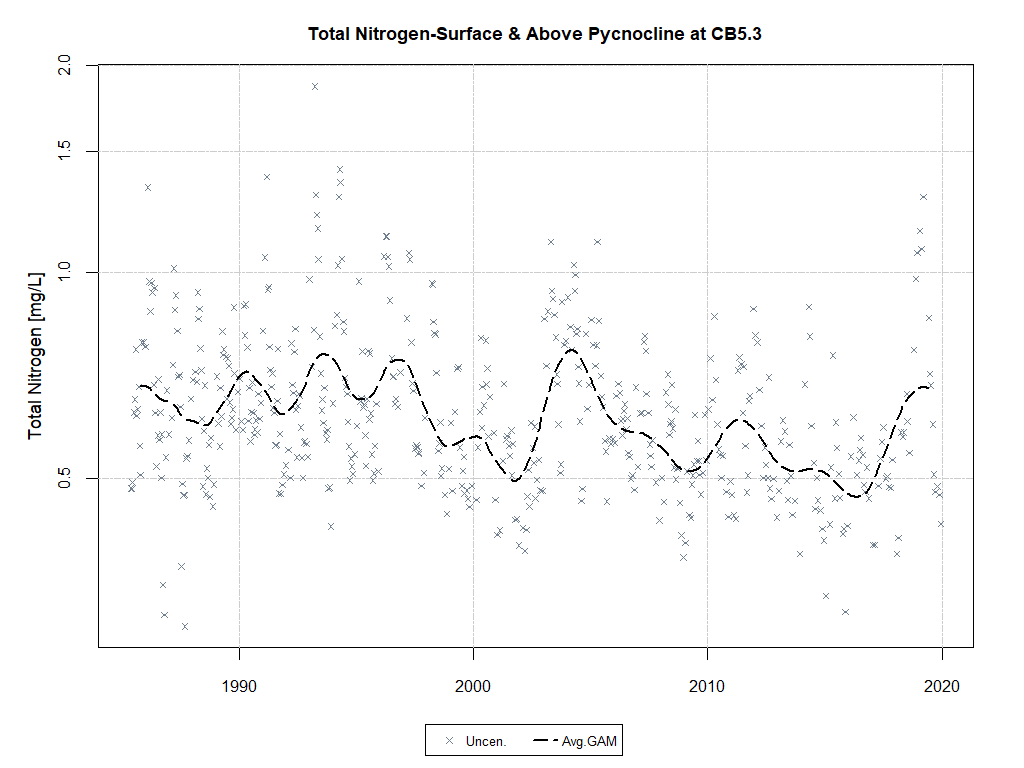 Total Nitrogen-Surface & Above Pycnocline at CB5.3
2.0
1.5
1.0
0.5
Total Nitrogen [mg/L]
1990 2000 2010 2020
Uncen. Avg.GAM